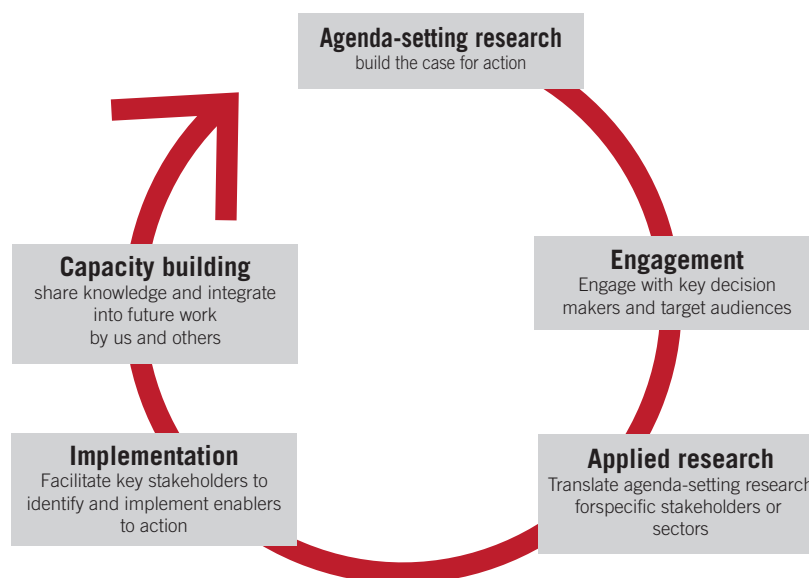 Agenda-setting research
build the case for action
Engagement
Engage with key decision
makers and target audiences
Applied research
Translate agenda-setting research
forspecific stakeholders or
sectors
Implementation
Facilitate key stakeholders to
identify and implement enablers
to action
Capacity building
share knowledge and integrate
into future work
by us and others